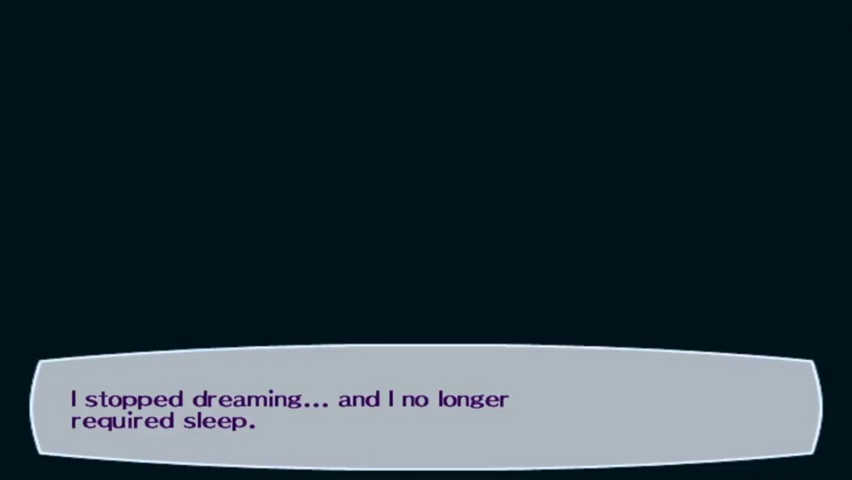 I stopped dreaming... and I no longer
required sleep.